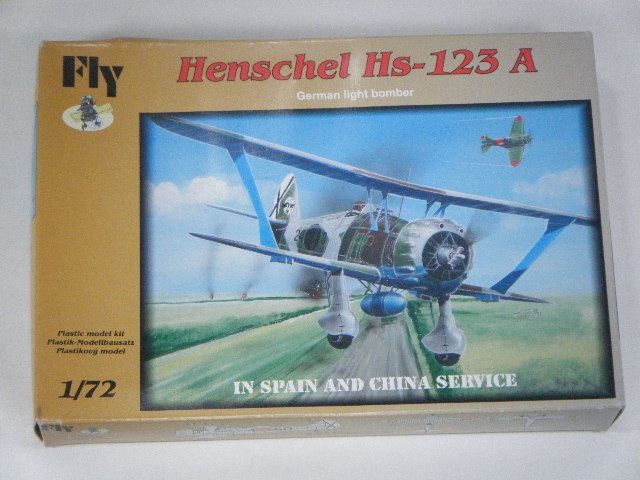 Fly
Henschel Hs-123 A
German light bomber
Plastic model kit
Plastik-Modellbausatz
Plastikový model
1/72
IN SPAIN AND CHINA SERVICE
Fly